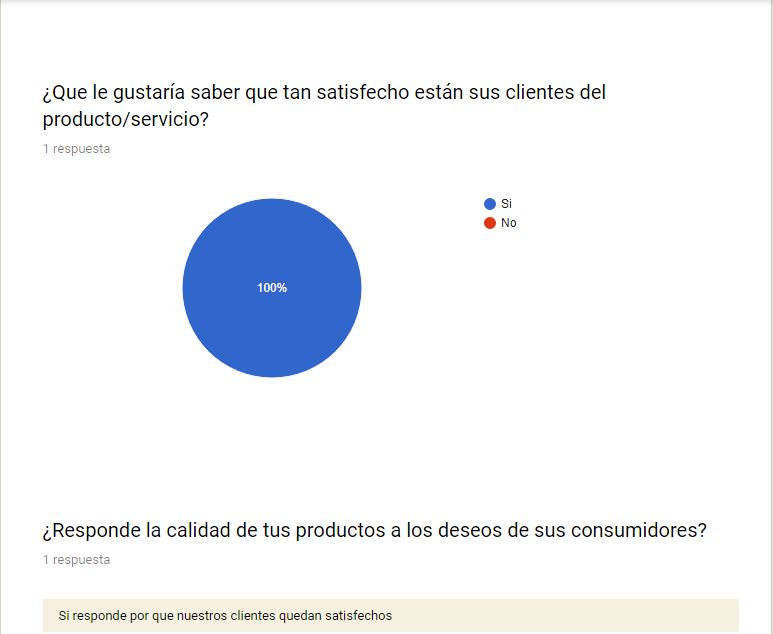 ¿Que le gustaría saber que tan satisfecho están sus clientes del
producto/servicio?
1 respuesta
Si
No
100%
¿Responde la calidad de tus productos a los deseos de sus consumidores?
1 respuesta
Si responde por que nuestros clientes quedan satisfechos